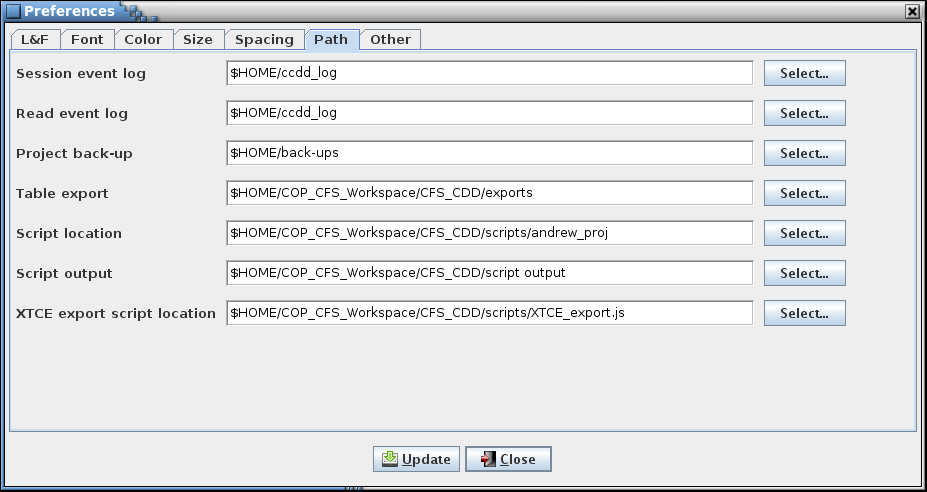 Preferences
L&F Font Color Size Spacing Path Other
Session event log $HOME/ccdd_log Select...
Read event log $HOME/ccdd_log Select...
Project back-up $HOME/back-ups Select...
Table export $HOME/COP_CFS_Workspace/CFS_CDD/exports Select...
Script location $HOME/COP_CFS_Workspace/CFS_CDD/scripts/andrew_proj Select...
Script output $HOME/COP_CFS_Workspace/CFS_CDD/script output Select...
XTCE export script location $HOME/COP_CFS_Workspace/CFS_CDD/scripts/XTCE_export.js Select...
Update Close